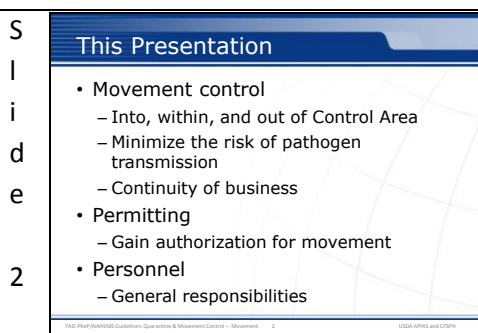 Slide 2
This Presentation
• Movement control
– Into, within, and out of Control Area
– Minimize the risk of pathogen
transmission
– Continuity of business
• Permitting
– Gain authorization for movement
• Personnel
– General responsibilities
FAD-PReP/NAHEMS Guidelines: Quarantine & Movement Control – Movement 2 USDA APHIS and CFSPH